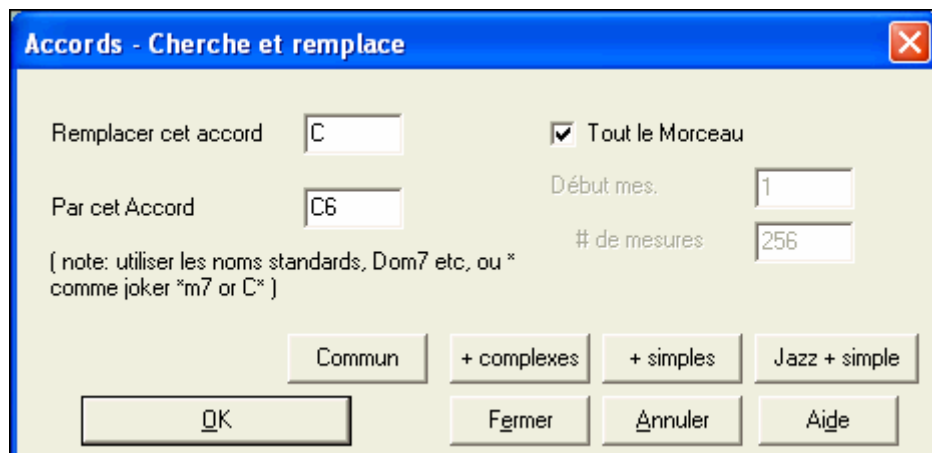 Accords - Cherche et remplace
Remplacer cet accord C
Tout le Morceau
Par cet Accord C6
Début mes. 1
# de mesures 256
( note: utiliser les noms standards, Dom7 etc, ou *
comme joker *m7 or C* )
Commun + complexes + simples Jazz + simple
OK Fermer Annuler Aide